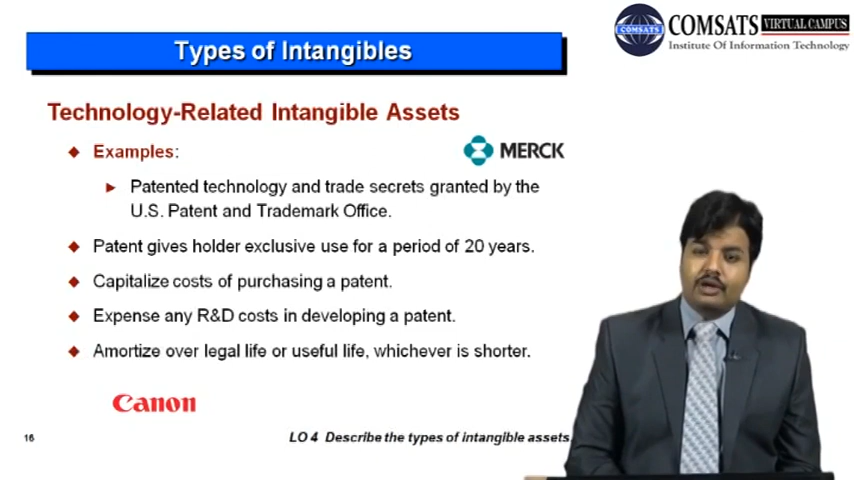 Types of Intangibles
COMSATS VIRTUAL CAMPUS
Institute Of Information Technology
COMSATS
Technology-Related Intangible Assets
Examples:
MERCK
Patented technology and trade secrets granted by the
U.S. Patent and Trademark Office.
Patent gives holder exclusive use for a period of 20 years.
Capitalize costs of purchasing a patent.
Expense any R&D costs in developing a patent.
Amortize over legal life or useful life, whichever is shorter.
Canon
16
LO 4 Describe the types of intangible assets.